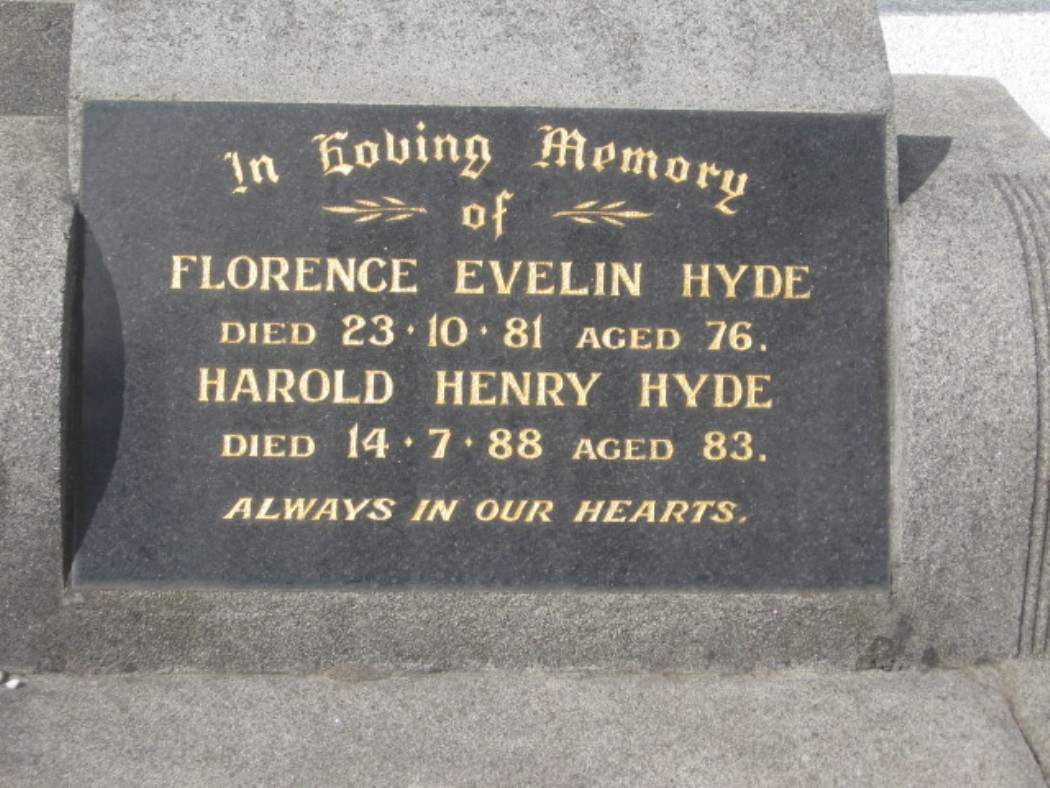 In Loving Memory
of
FLORENCE EVELIN HYDE
DIED 23·10·81 AGED 76.
HAROLD HENRY HYDE
DIED 14·7·88 AGED 83.
ALWAYS IN OUR HEARTS.